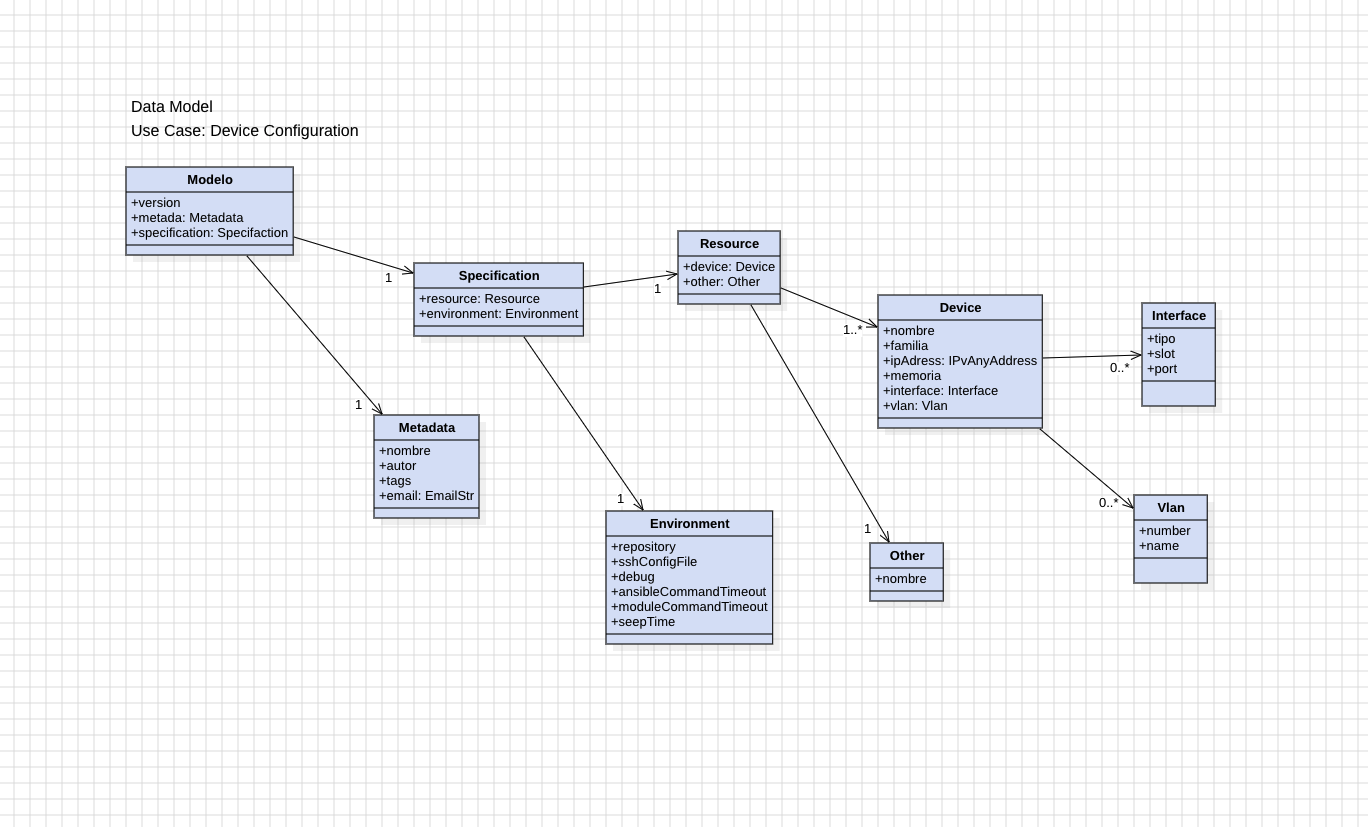 Data Model
Use Case: Device Configuration
Modelo
+version
+metada: Metadata
+specification: Specifaction
1
1
Specification
+resource: Resource
+environment: Environment
1
Resource
+device: Device
+other: Other
1..*
Device
+nombre
+familia
+ipAdress: IPvAnyAddress
+memoria
+interface: Interface
+vlan: Vlan
0..*
Interface
+tipo
+slot
+port
Metadata
+nombre
+autor
+tags
+email: EmailStr
1
Environment
+repository
+sshConfigFile
+debug
+ansibleCommandTimeout
+moduleCommandTimeout
+seepTime
1
Other
+nombre
0..*
Vlan
+number
+name